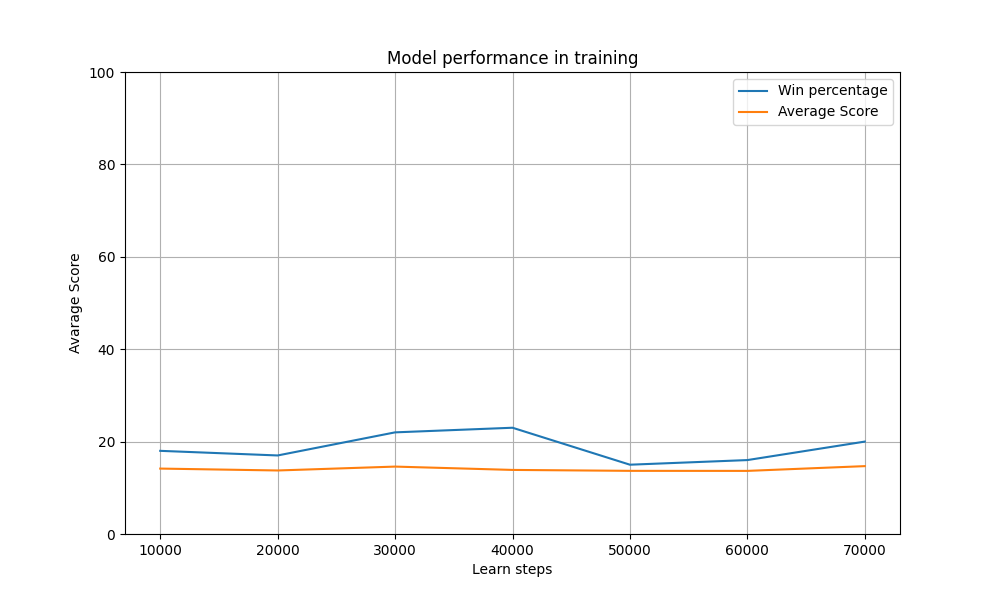 Model performance in training
100
80
60
40
20
0
Avarage Score
Win percentage
Average Score
10000 20000 30000 40000 50000 60000 70000
Learn steps